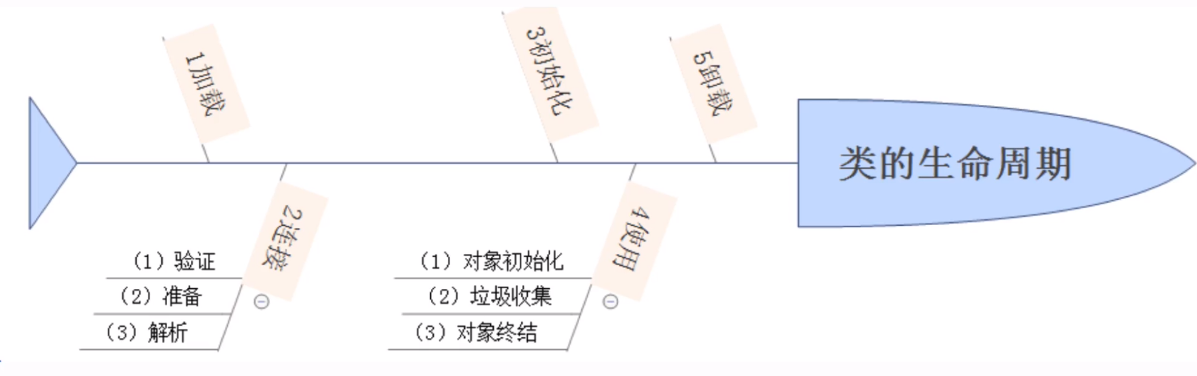 1加载
2连接
（1）验证
（2）准备
（3）解析
3初始化
4使用
（1）对象初始化
（2）垃圾收集
（3）对象终结
5卸载
类的生命周期